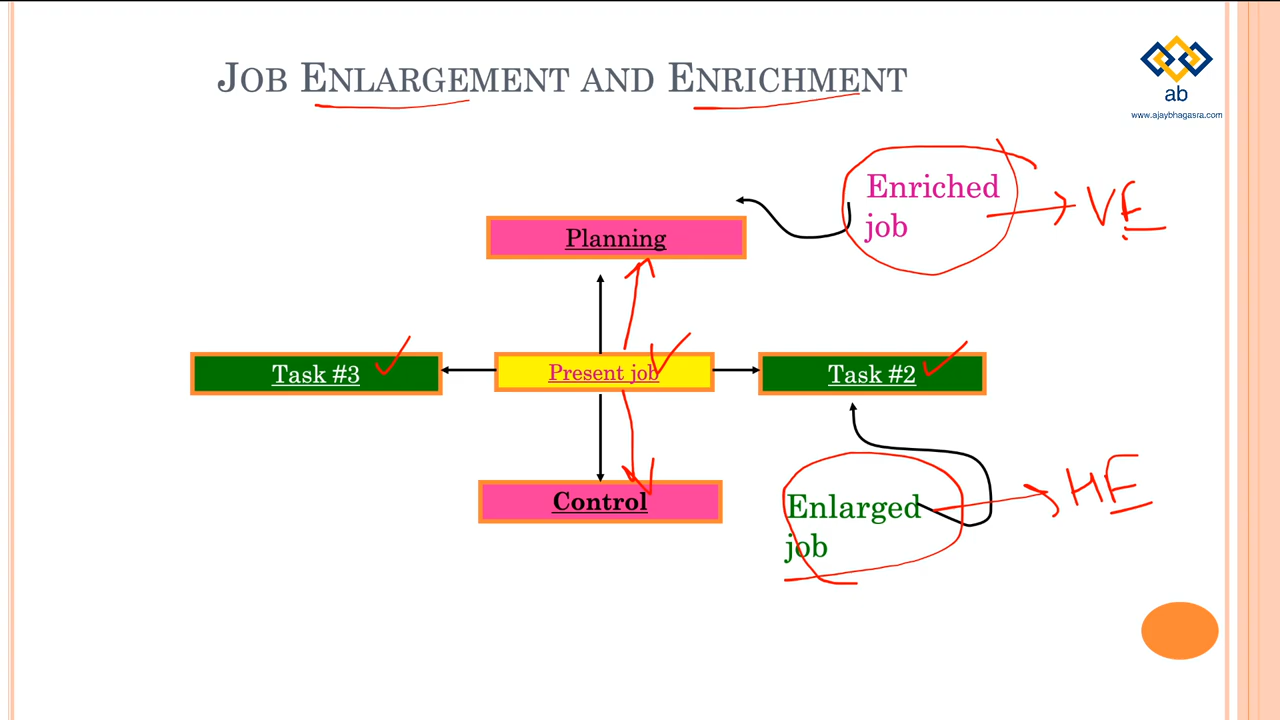 JOB ENLARGEMENT AND ENRICHMENT
ab
www.ajaybhagasra.com
Enriched
job
VE
Planning
Task #3
Present job
Task #2
Control
Enlarged
job
HE